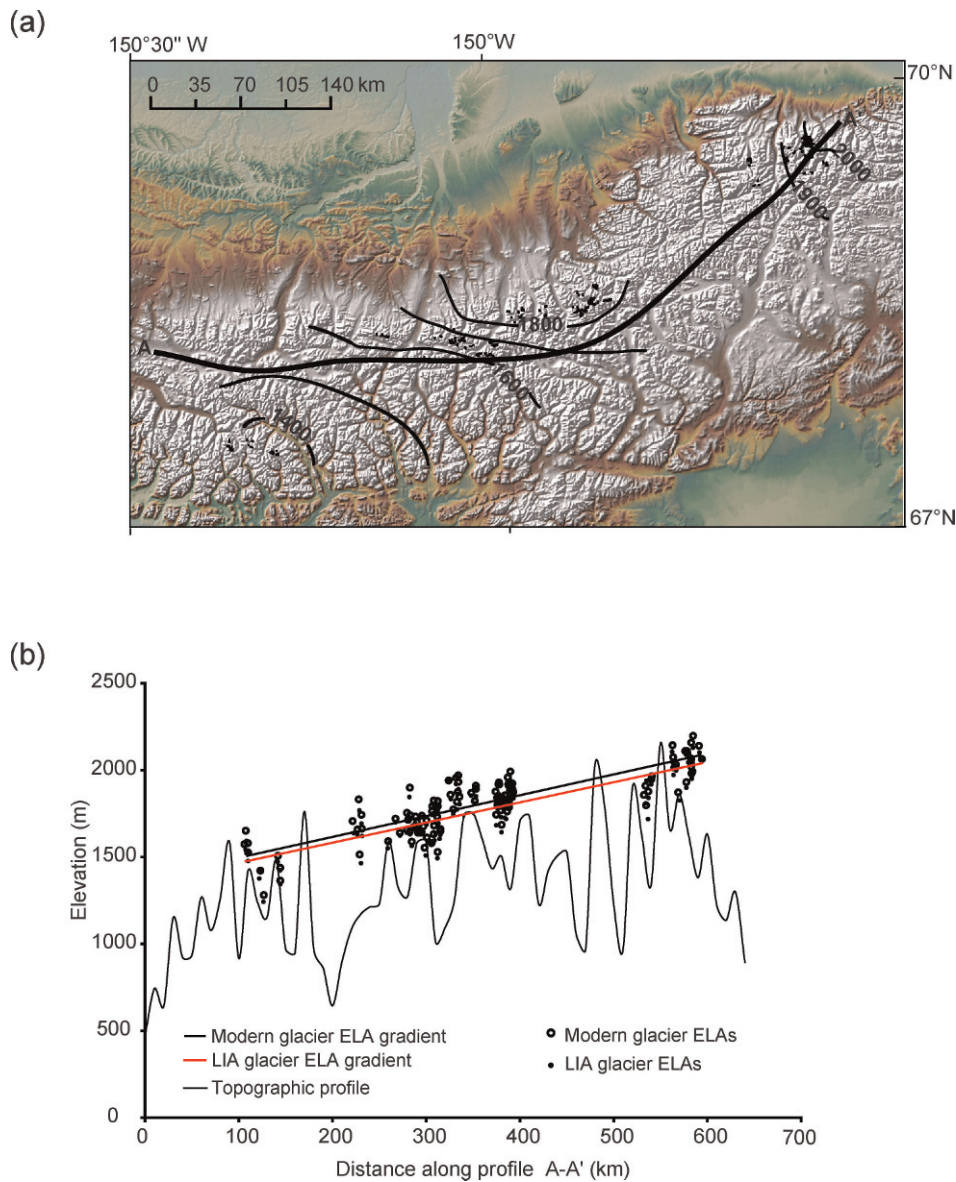 (a)
150°30" W
150°W
0 35 70 105 140 km
70°N
A'
2000
1900
1800
A
1600
1400
67°N
(b)
2500
2000
1500
1000
500
0
Elevation (m)
Modern glacier ELA gradient
LIA glacier ELA gradient
Topographic profile
Modern glacier ELAs
LIA glacier ELAs
0 100 200 300 400 500 600 700
Distance along profile A-A' (km)